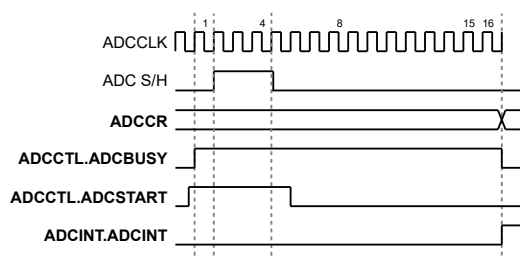 1 4 8 15 16
ADCCLK
ADC S/H
ADCCR
ADCCTL.ADCBUSY
ADCCTL.ADCSTART
ADCINT.ADCINT